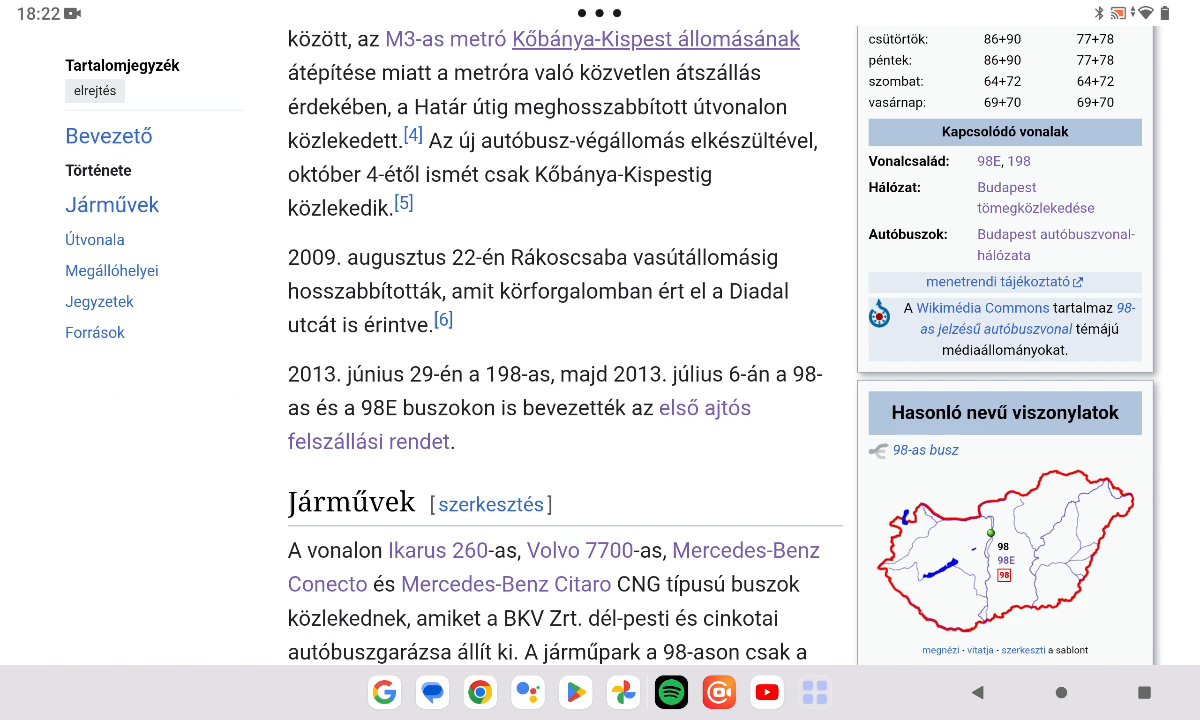 18:22
Tartalomjegyzék
elrejtés
Bevezető
Története
Járművek
Útvonala
Megállóhelyei
Jegyzetek
Források
között, az M3-as metró Kőbánya-Kispest állomásának
átépítése miatt a metróra való közvetlen átszállás
érdekében, a Határ útig meghosszabbított útvonalon
közlekedett.[4] Az új autóbusz-végállomás elkészültével,
október 4-étől ismét csak Kőbánya-Kispestig
közlekedik.[5]
2009. augusztus 22-én Rákoscsaba vasútállomásig
hosszabbították, amit körforgalomban ért el a Diadal
utcát is érintve.[6]
2013. június 29-én a 198-as, majd 2013. július 6-án a 98-
as és a 98E buszokon is bevezették az első ajtós
felszállási rendet.
Járművek [szerkesztés]
A vonalon Ikarus 260-as, Volvo 7700-as, Mercedes-Benz
Conecto és Mercedes-Benz Citaro CNG típusú buszok
közlekednek, amiket a BKV Zrt. dél-pesti és cinkotai
autóbuszgarázsa állít ki. A járműpark a 98-ason csak a
csütörtök: 86+90 77+78
péntek: 86+90 77+78
szombat: 64+72 64+72
vasárnap: 69+70 69+70
Kapcsolódó vonalak
Vonalcsalád: 98E, 198
Hálózat: Budapest
tömegközlekedése
Autóbuszok: Budapest autóbuszvonal-
hálózata
menetrendi tájékoztató
A Wikimédia Commons tartalmaz 98-
as jelzésű autóbuszvonal témájú
médiaállományokat.
Hasonló nevű viszonylatok
98-as busz
98
98E
98
megnézi · vitatja · szerkeszti a sablont